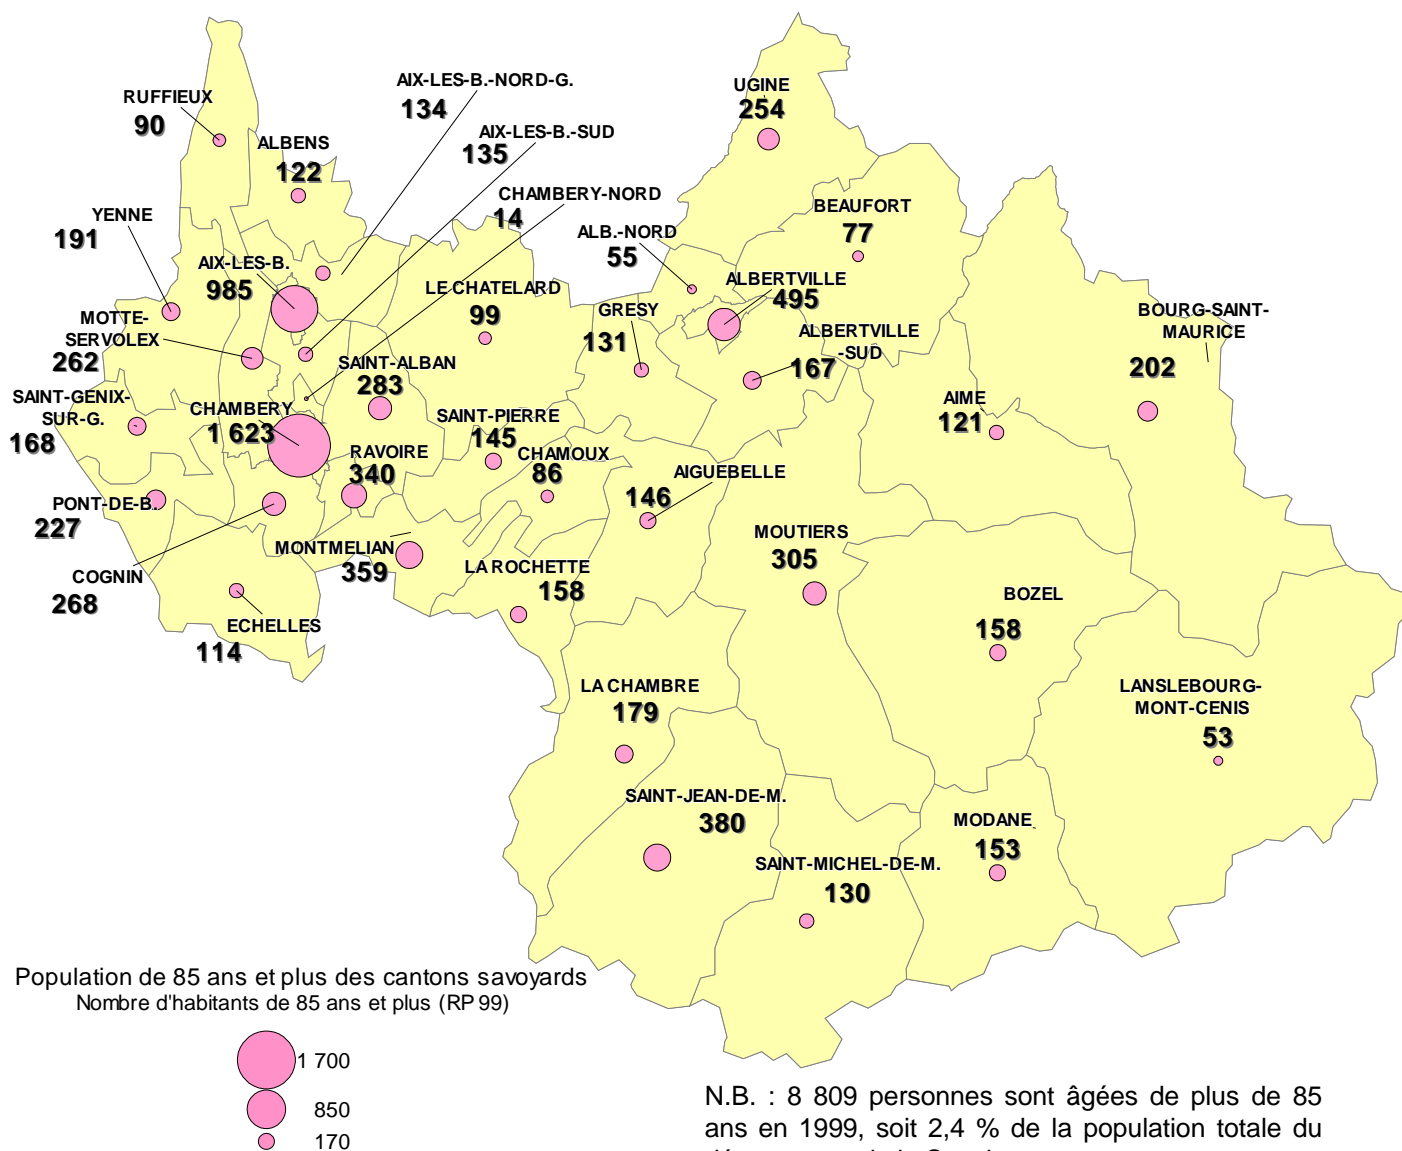 AIX-LES-B.-NORD-G.
134
UGINE
254
RUFFIEUX
90
AIX-LES-B.-SUD
135
ALBENS
122
CHAMBERY-NORD
14
YENNE
191
BEAUFORT
77
ALB.-NORD
55
AIX-LES-B.
985
ALBERTVILLE
495
LE CHATELARD
99
GRESY
131
BOURG-SAINT-
MAURICE
202
MOTTE-
SERVOLEX
262
ALBERTVILLE
-SUD
167
SAINT-ALBAN
283
SAINT-GENIX-
SUR-G.
168
CHAMBERY
1 623
AIME
121
SAINT-PIERRE
145
RAVOIRE
340
CHAMOUX
86
AIGUEBELLE
146
PONT-DE-B.
227
MOUTIERS
305
MONTMELIAN
359
LA ROCHETTE
158
COGNIN
268
BOZEL
158
ECHELLES
114
LA CHAMBRE
179
LANSLEBOURG-
MONT-CENIS
53
SAINT-JEAN-DE-M.
380
MODANE
153
SAINT-MICHEL-DE-M.
130
Population de 85 ans et plus des cantons savoyards
Nombre d'habitants de 85 ans et plus (RP 99)
1 700
850
170
N.B. : 8 809 personnes sont âgées de plus de 85
ans en 1999, soit 2,4 % de la population totale du